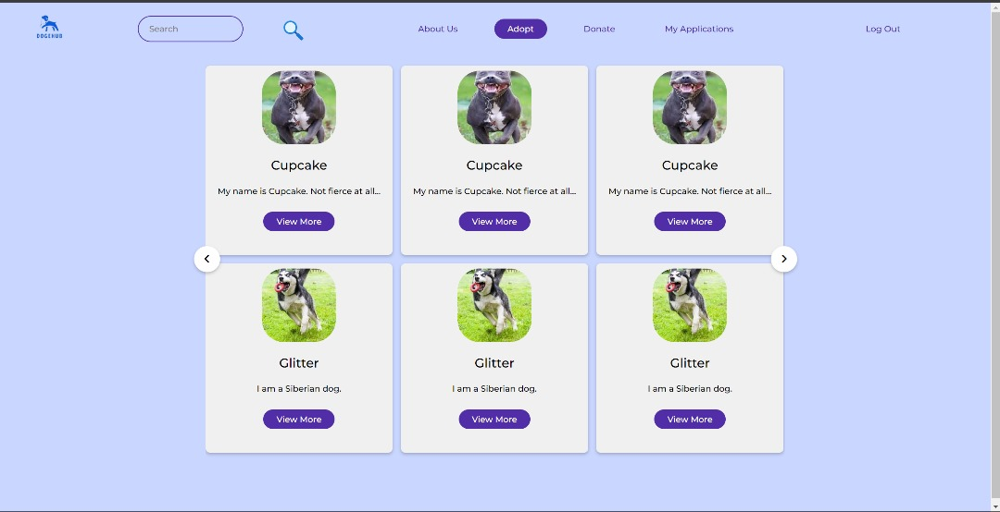 DOGEHUB
Search
About Us
Adopt
Donate
My Applications
Log Out
Cupcake
My name is Cupcake. Not fierce at all...
View More
Cupcake
My name is Cupcake. Not fierce at all...
View More
Cupcake
My name is Cupcake. Not fierce at all...
View More
Glitter
I am a Siberian dog.
View More
Glitter
I am a Siberian dog.
View More
Glitter
I am a Siberian dog.
View More